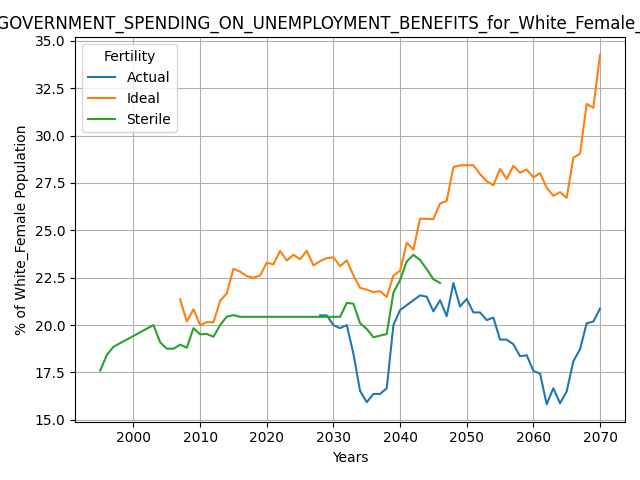 GOVERNMENT_SPENDING_ON_UNEMPLOYMENT_BENEFITS_for_White_Female_
35.0
32.5
30.0
27.5
25.0
22.5
20.0
17.5
15.0
% of White_Female Population
Fertility
Actual
Ideal
Sterile
2000 2010 2020 2030 2040 2050 2060 2070
Years